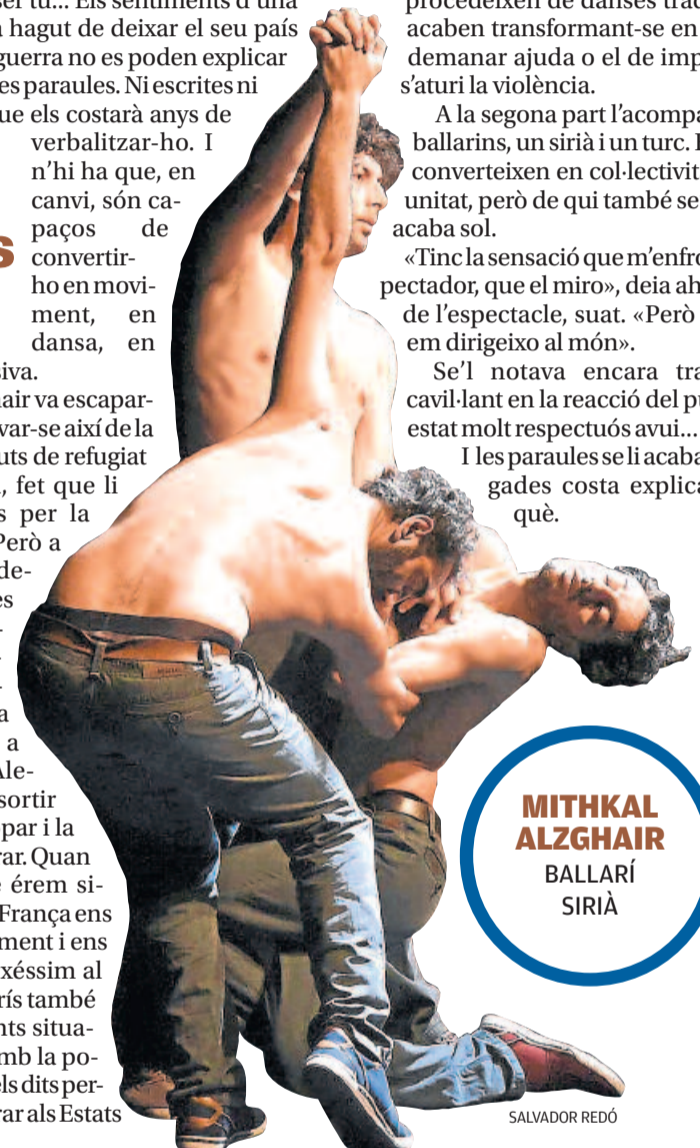 hagut de deixar el seu país
guerra no es poden explicar
es paraules. Ni escrites ni
ue els costarà anys de
verbalitzar-ho. I
n'hi ha que, en
canvi, són ca-
paços de
convertir-
ho en movi-
ment, en
dansa, en
siva.
nair va escapar-
var-se així de la
uts de refugiat
, fet que li
s per la
Però a
de-
es
a
a
Ale-
sortir
par i la
rar. Quan
e érem si-
França ens
ment i ens
xéssim al
rís també
nts situa-
mb la po-
els dits per-
rar als Estats
s
procedeixen de danses trad
acaben transformant-se en
demanar ajuda o el de imp
s'aturi la violència.
A la segona part l'acompa
ballarins, un sirià i un turc.
converteixen en col·lectivit
unitat, però de qui també se
acaba sol.
«Tinc la sensació que m'enfro
pectador, que el miro», deia ah
de l'espectacle, suat. «Però
em dirigeixo al món».
Se'l notava encara tra
cavil·lant en la reacció del pú
estat molt respectuós avui...
I les paraules se li acaba
gades costa explica
què.
MITHKAL
ALZGHAIR
BALLARÍ
SIRIÀ
SALVADOR REDÓ